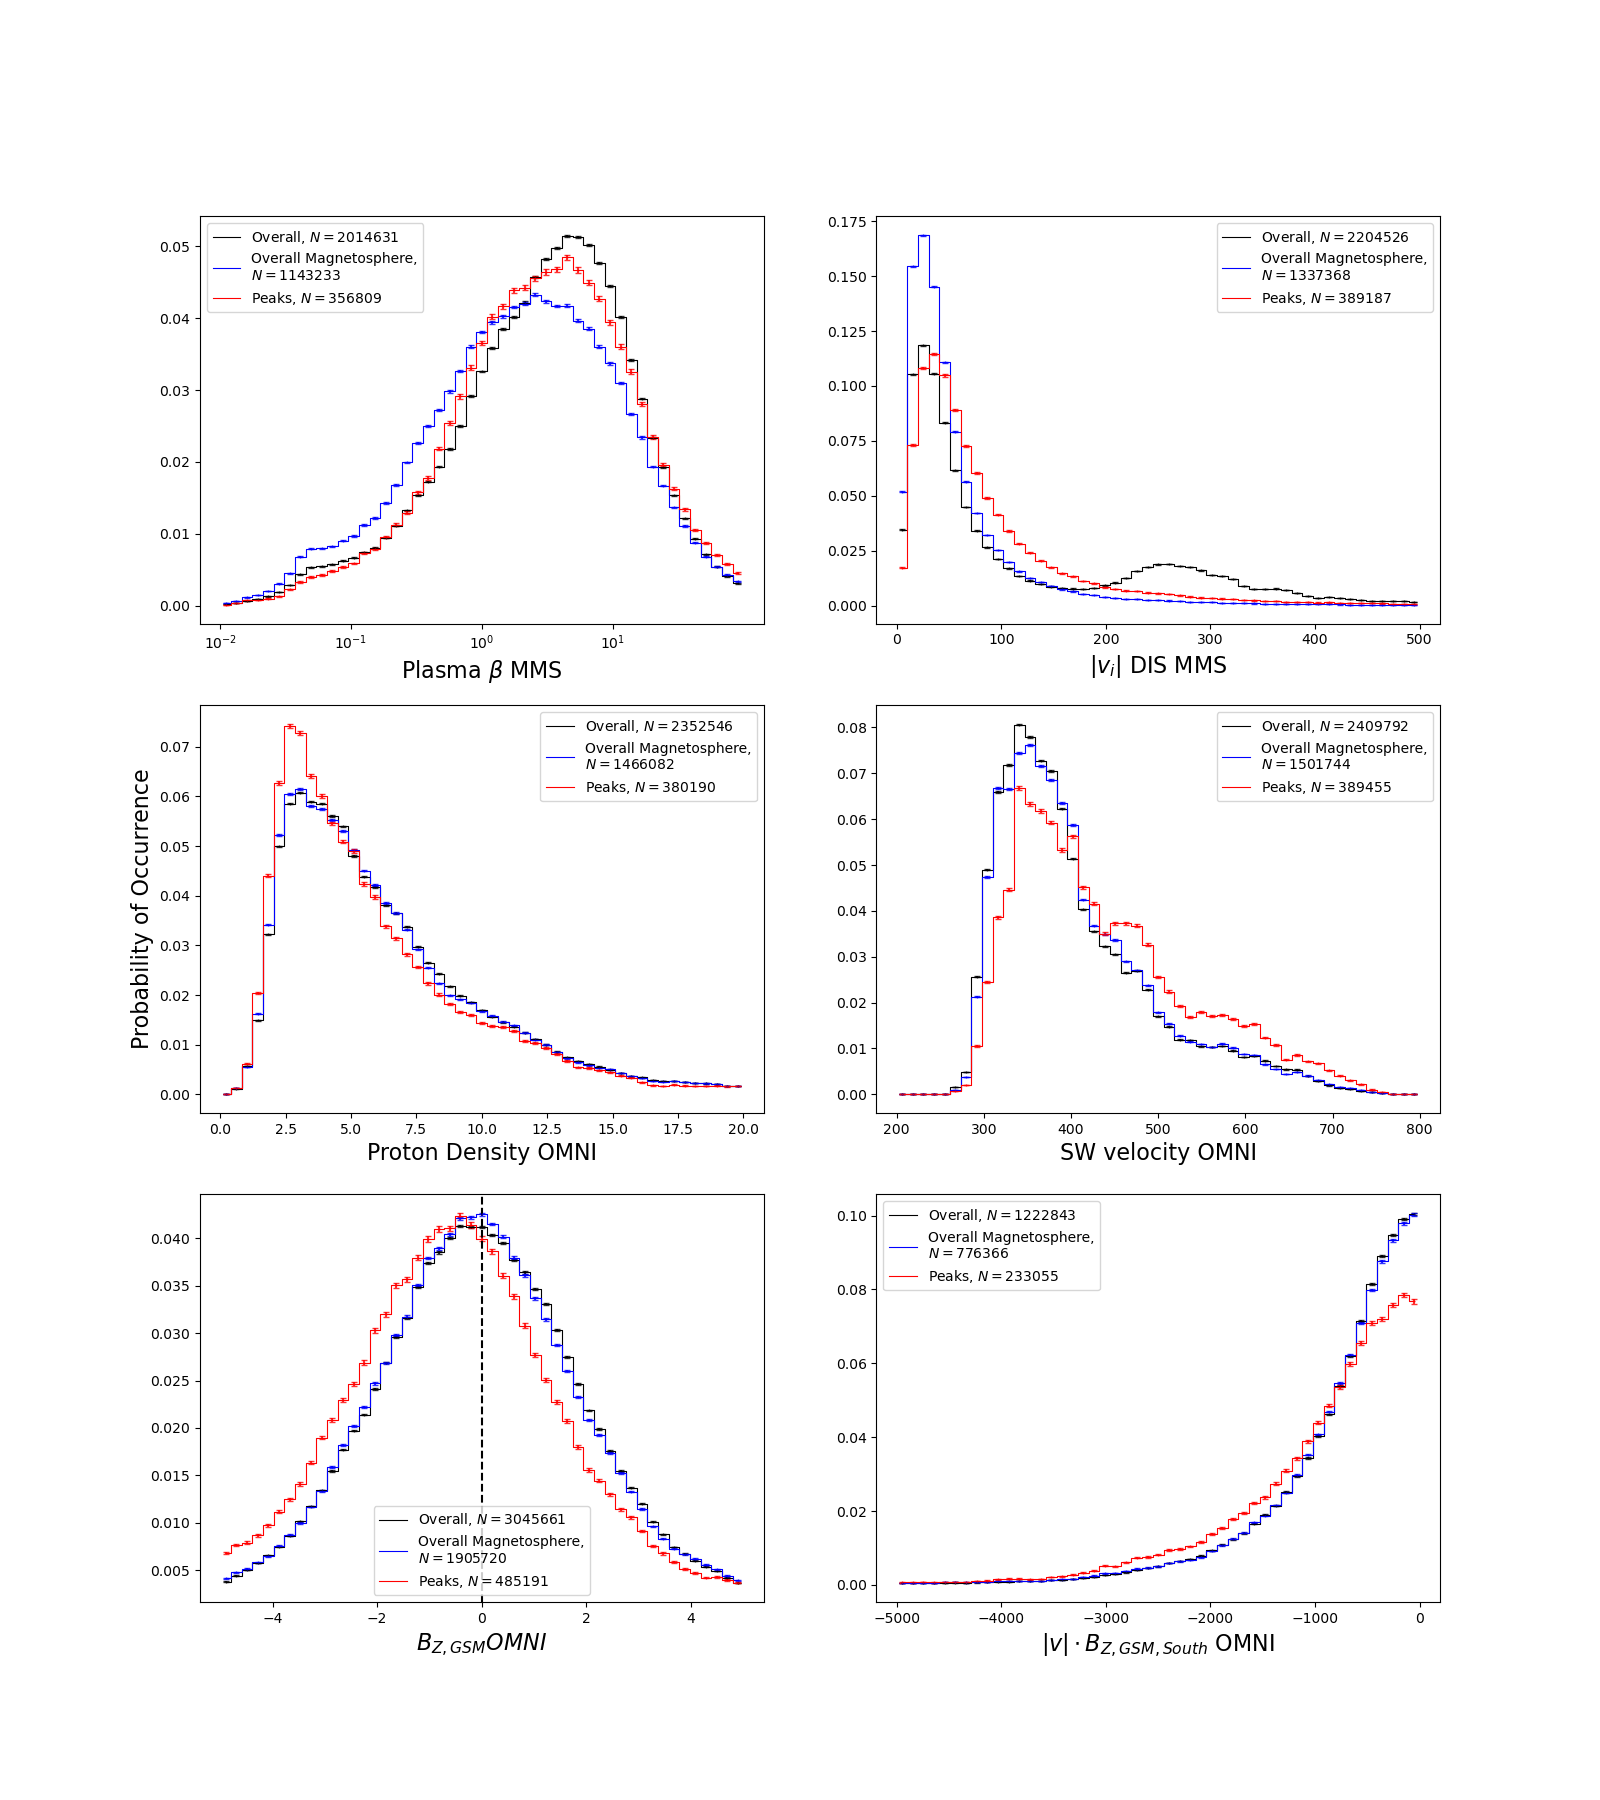 Overall, N = 2014631
Overall Magnetosphere,
N = 1143233
Peaks, N = 356809
0.05
0.04
0.03
0.02
0.01
0.00
10⁻² 10⁻¹ 10⁰ 10¹
Plasma β MMS
Overall, N = 2204526
Overall Magnetosphere,
N = 1337368
Peaks, N = 389187
0.175
0.150
0.125
0.100
0.075
0.050
0.025
0.000
0 100 200 300 400 500
|vᵢ| DIS MMS
Probability of Occurrence
Overall, N = 2352546
Overall Magnetosphere,
N = 1466082
Peaks, N = 380190
0.07
0.06
0.05
0.04
0.03
0.02
0.01
0.00
0.0 2.5 5.0 7.5 10.0 12.5 15.0 17.5 20.0
Proton Density OMNI
Overall, N = 2409792
Overall Magnetosphere,
N = 1501744
Peaks, N = 389455
0.08
0.07
0.06
0.05
0.04
0.03
0.02
0.01
0.00
200 300 400 500 600 700 800
SW velocity OMNI
0.040
0.035
0.030
0.025
0.020
0.015
0.010
0.005
Overall, N = 3045661
Overall Magnetosphere,
N = 1905720
Peaks, N = 485191
−4 −2 0 2 4
B_{Z,GSM}OMNI
Overall, N = 1222843
Overall Magnetosphere,
N = 776366
Peaks, N = 233055
0.10
0.08
0.06
0.04
0.02
0.00
−5000 −4000 −3000 −2000 −1000 0
|v| · B_{Z,GSM,South} OMNI